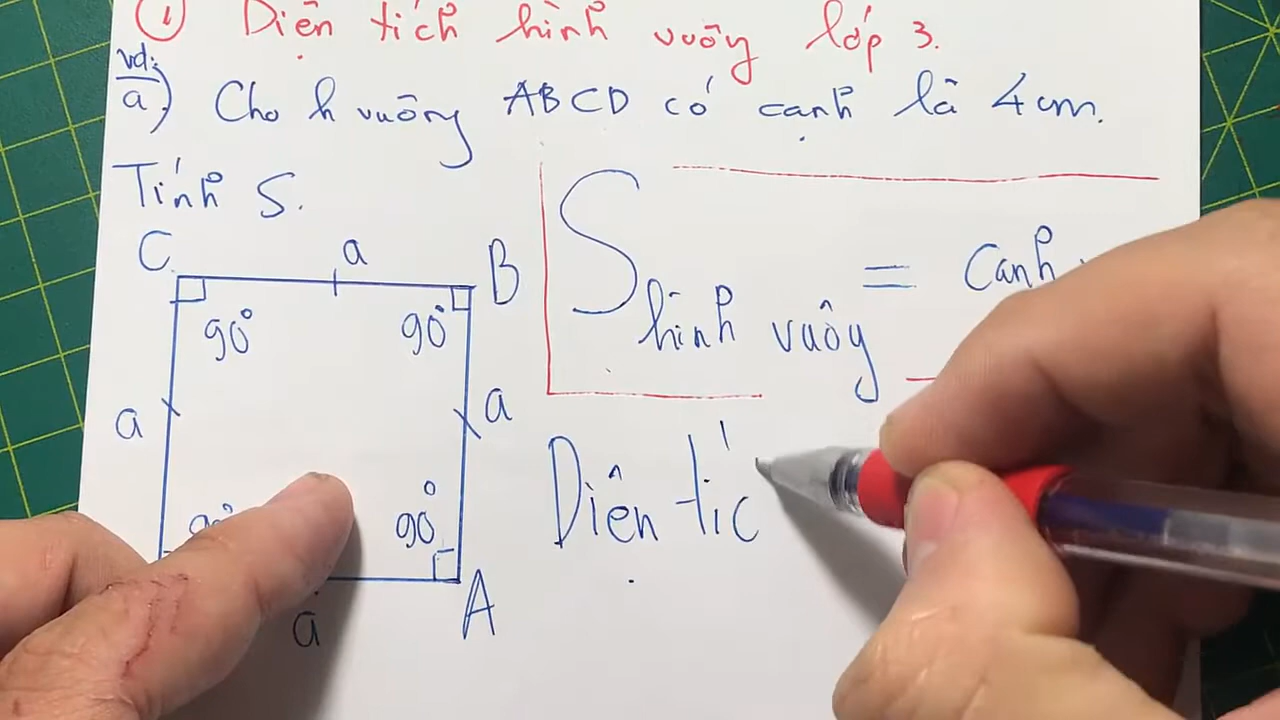 ① Diện tích hình vuông lớp 3.
vd:
a) Cho h vuông ABCD có cạnh là 4cm.
Tính S.
C a B
S hình vuông = Cạnh
90° 90°
a a
90° 90°
Diện tíc
a A